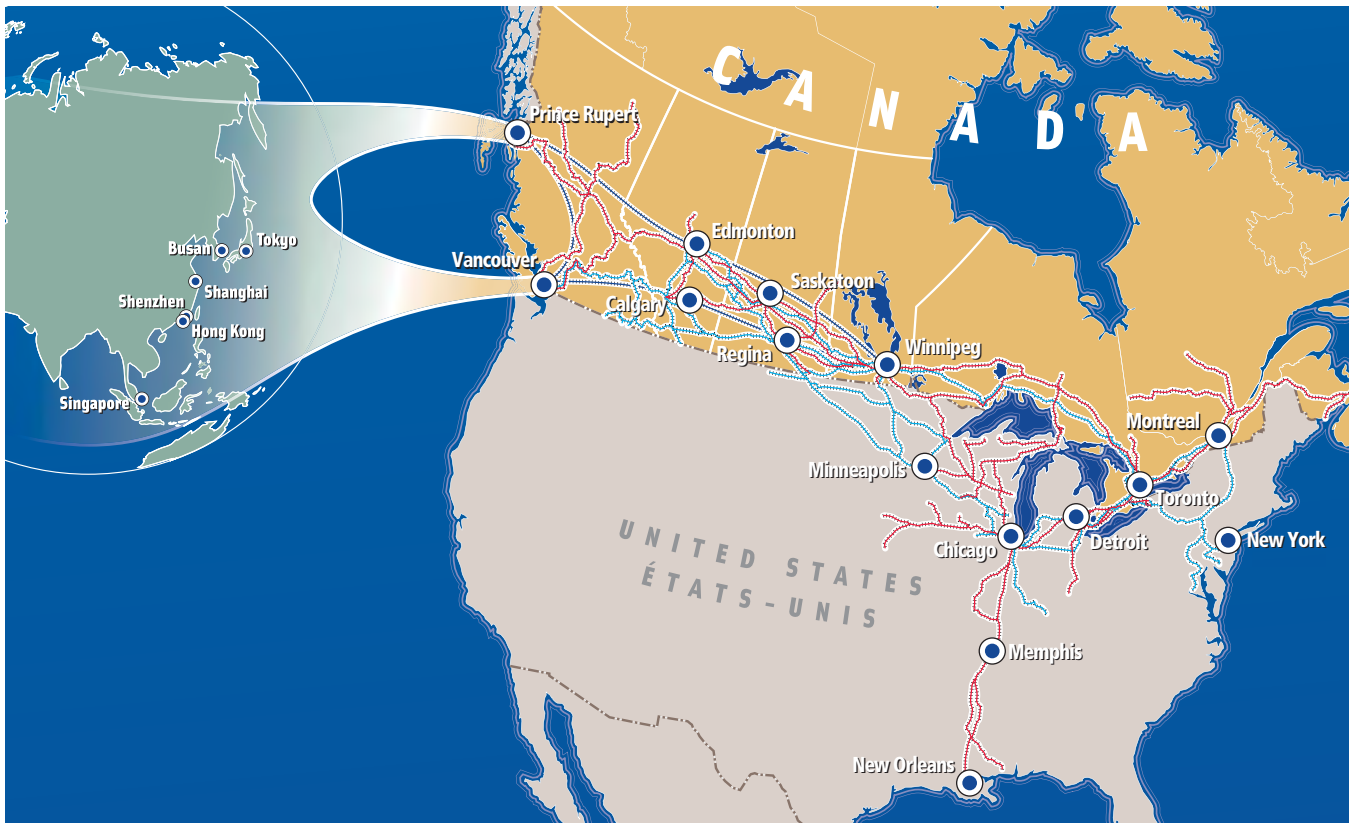 CANADA
Prince Rupert
Edmonton
Busan
Tokyo
Vancouver
Saskatoon
Shanghai
Shenzhen
Calgary
Hong Kong
Winnipeg
Regina
Singapore
Montreal
Minneapolis
Toronto
UNITED STATES
ÉTATS-UNIS
Chicago
Detroit
New York
Memphis
New Orleans